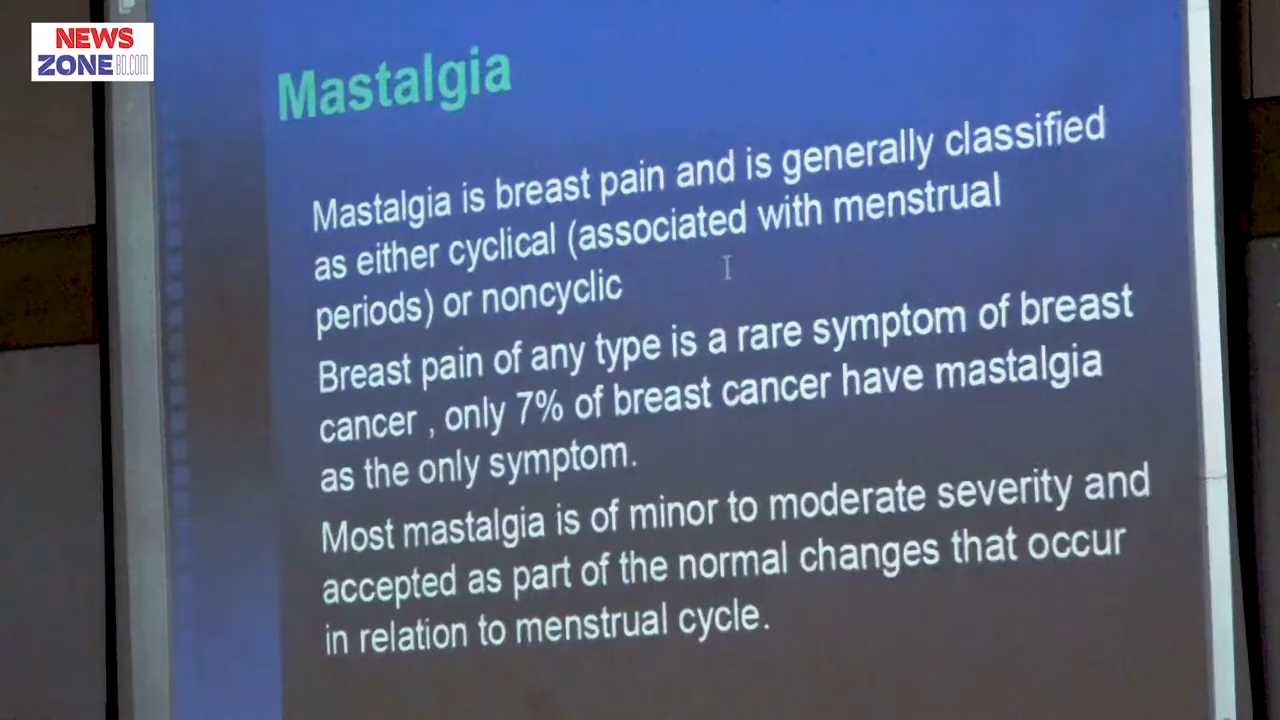 NEWS
ZONEBD.com
Mastalgia
Mastalgia is breast pain and is generally classified
as either cyclical (associated with menstrual
periods) or noncyclic
Breast pain of any type is a rare symptom of breast
cancer , only 7% of breast cancer have mastalgia
as the only symptom.
Most mastalgia is of minor to moderate severity and
accepted as part of the normal changes that occur
in relation to menstrual cycle.